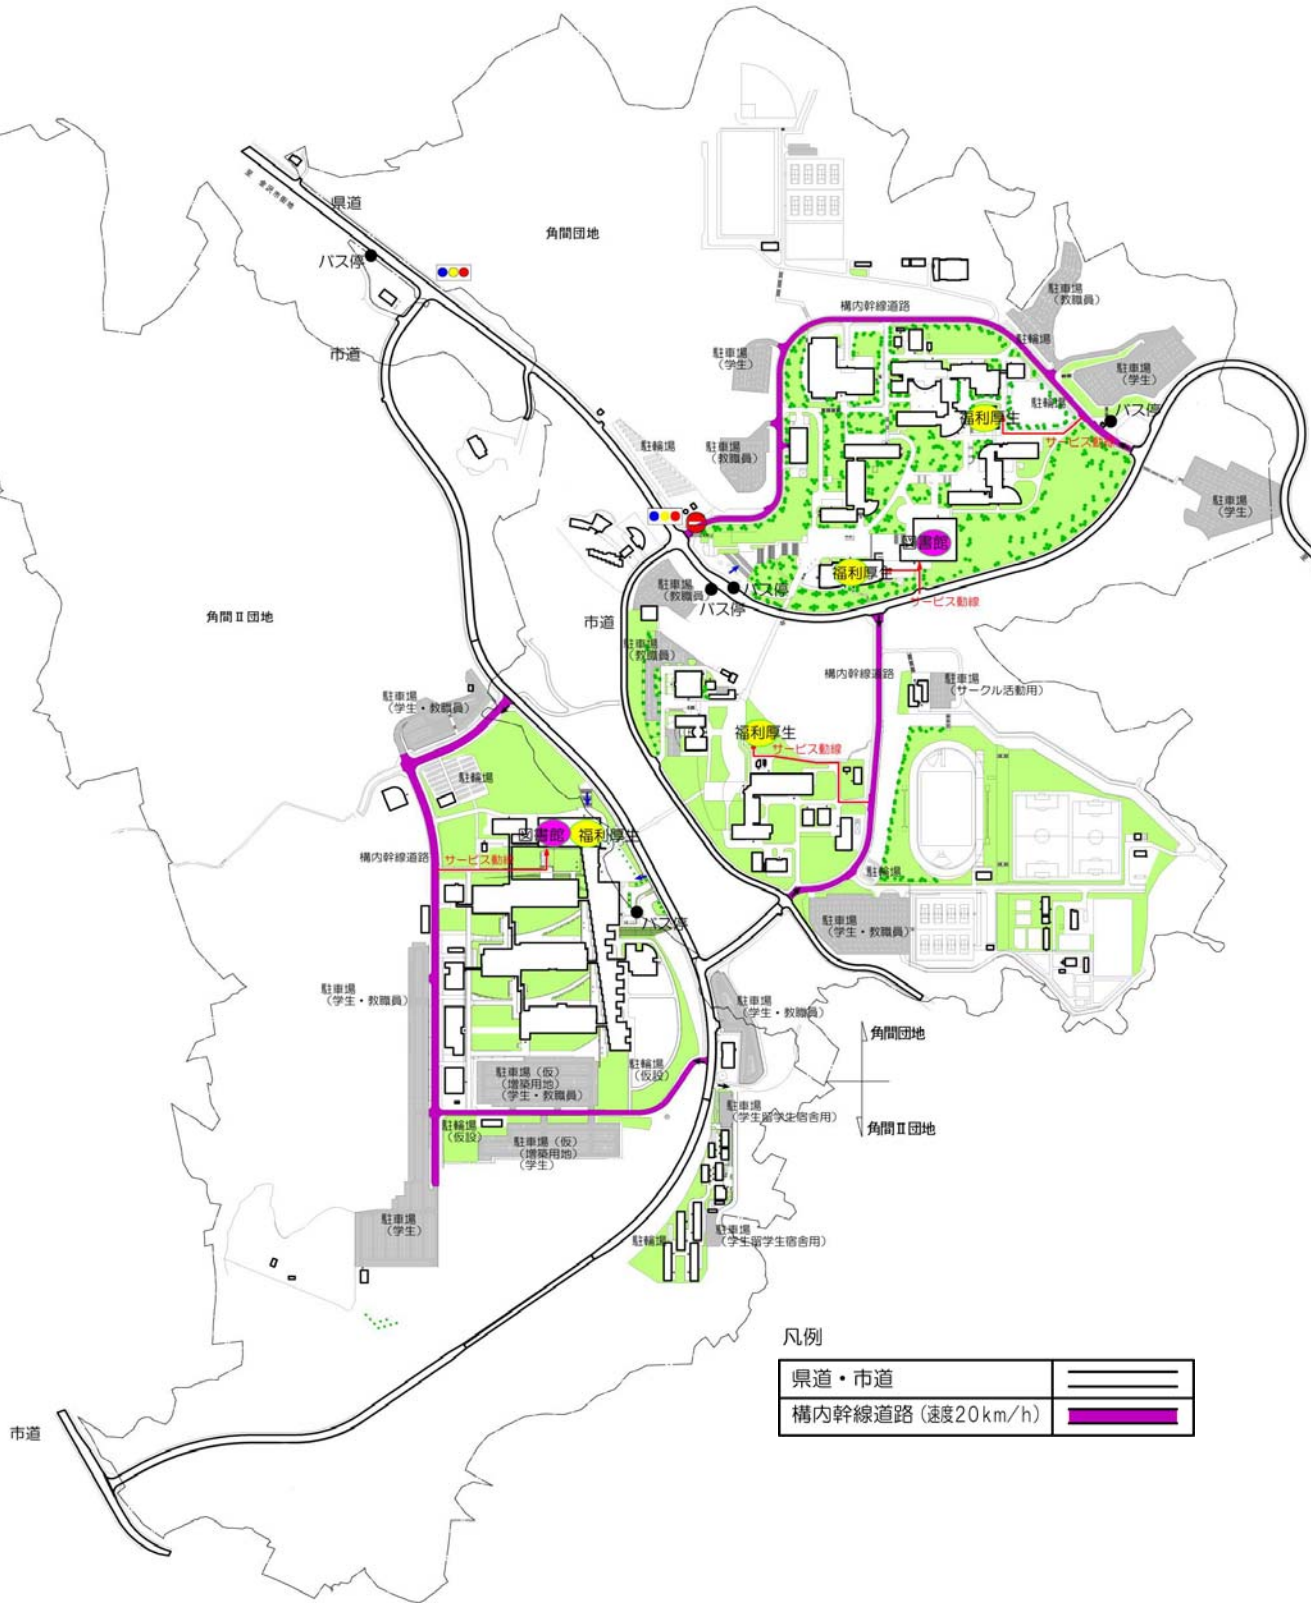 至 金沢市街地
県道
角間団地
バス停
市道
構内幹線道路
駐車場
（教職員）
駐輪場
駐車場
（学生）
駐車場
（学生）
駐輪場
バス停
福利厚生
サービス動線
駐輪場
駐車場
（教職員）
駐車場
（学生）
図書館
福利厚生
サービス動線
駐車場
（教職員）
バス停
バス停
角間Ⅱ団地
市道
駐車場
（教職員）
構内幹線道路
駐車場
（サークル活動用）
駐車場
（学生・教職員）
福利厚生
サービス動線
駐輪場
図書館
福利厚生
構内幹線道路
サービス動線
駐輪場
バス停
駐車場
（学生・教職員）
駐車場
（学生・教職員）
駐車場
（学生・教職員）
角間団地
駐輪場
（仮設）
駐車場（仮）
（増築用地）
（学生・教職員）
駐車場
（学生留学生宿舎用）
角間Ⅱ団地
駐輪場
（仮設）
駐車場（仮）
（増築用地）
（学生）
駐車場
（学生）
駐輪場
駐車場
（学生留学生宿舎用）
凡例
県道・市道
構内幹線道路（速度20km/h）
市道